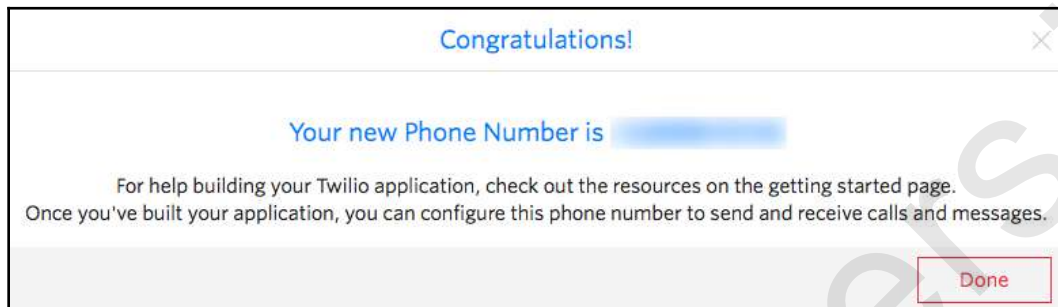 Congratulations!
Your new Phone Number is
For help building your Twilio application, check out the resources on the getting started page.
Once you've built your application, you can configure this phone number to send and receive calls and messages.
Done